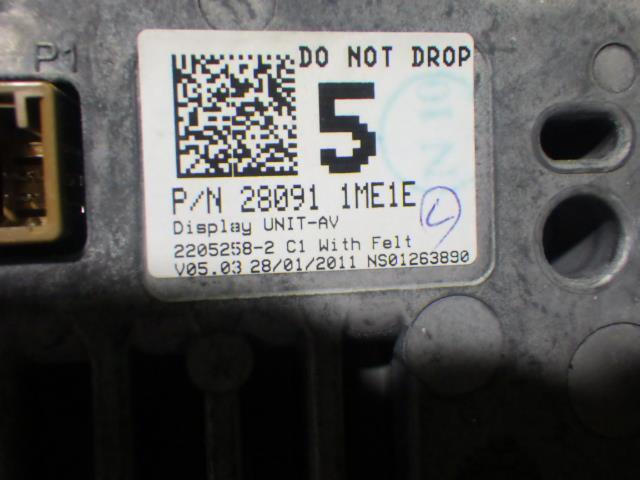 P1
DO NOT DROP
5
N 10
P/N 28091 1ME1E
Display UNIT-AV
2205258-2 C1 With Felt
V05.03 28/01/2011 NS01263890